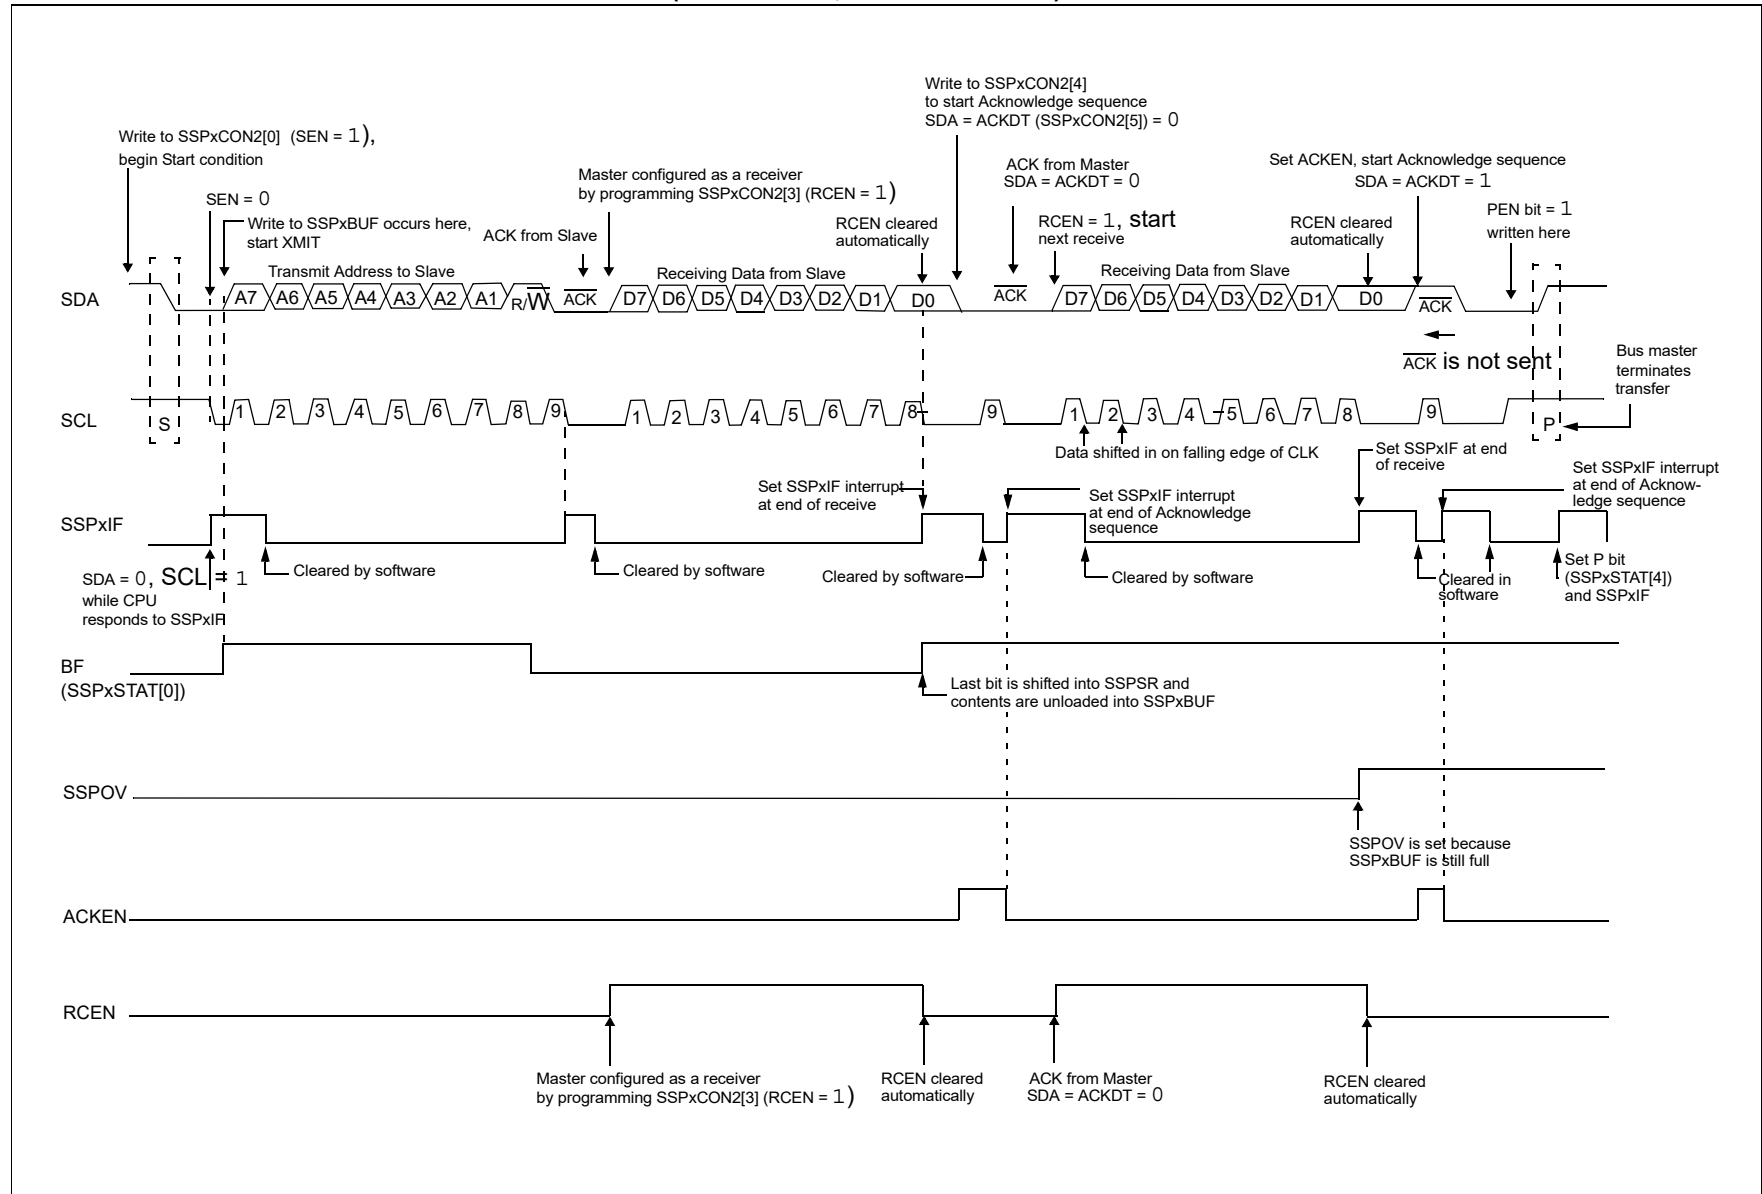 Write to SSPxCON2[4]
to start Acknowledge sequence
SDA = ACKDT (SSPxCON2[5]) = 0
Write to SSPxCON2[0] (SEN = 1),
begin Start condition
SEN = 0
Write to SSPxBUF occurs here,
start XMIT
ACK from Slave
Master configured as a receiver
by programming SSPxCON2[3] (RCEN = 1)
RCEN cleared
automatically
ACK from Master
SDA = ACKDT = 0
RCEN = 1, start
next receive
Set ACKEN, start Acknowledge sequence
SDA = ACKDT = 1
RCEN cleared
automatically
PEN bit = 1
written here
Transmit Address to Slave
Receiving Data from Slave
Receiving Data from Slave
SDA A7 A6 A5 A4 A3 A2 A1 R/W ACK D7 D6 D5 D4 D3 D2 D1 D0 ACK D7 D6 D5 D4 D3 D2 D1 D0 ACK
ACK is not sent
Bus master
terminates
transfer
SCL S 1 2 3 4 5 6 7 8 9 1 2 3 4 5 6 7 8 9 1 2 3 4 5 6 7 8 9 P
Data shifted in on falling edge of CLK
Set SSPxIF interrupt
at end of receive
Set SSPxIF interrupt
at end of Acknowledge
sequence
Set SSPxIF at end
of receive
Set SSPxIF interrupt
at end of Acknow-
ledge sequence
SSPxIF
SDA = 0, SCL = 1
while CPU
responds to SSPxIF
Cleared by software
Cleared by software
Cleared by software
Cleared by software
Cleared in
software
Set P bit
(SSPxSTAT[4])
and SSPxIF
BF
(SSPxSTAT[0])
Last bit is shifted into SSPSR and
contents are unloaded into SSPxBUF
SSPOV
SSPOV is set because
SSPxBUF is still full
ACKEN
RCEN
Master configured as a receiver
by programming SSPxCON2[3] (RCEN = 1)
RCEN cleared
automatically
ACK from Master
SDA = ACKDT = 0
RCEN cleared
automatically